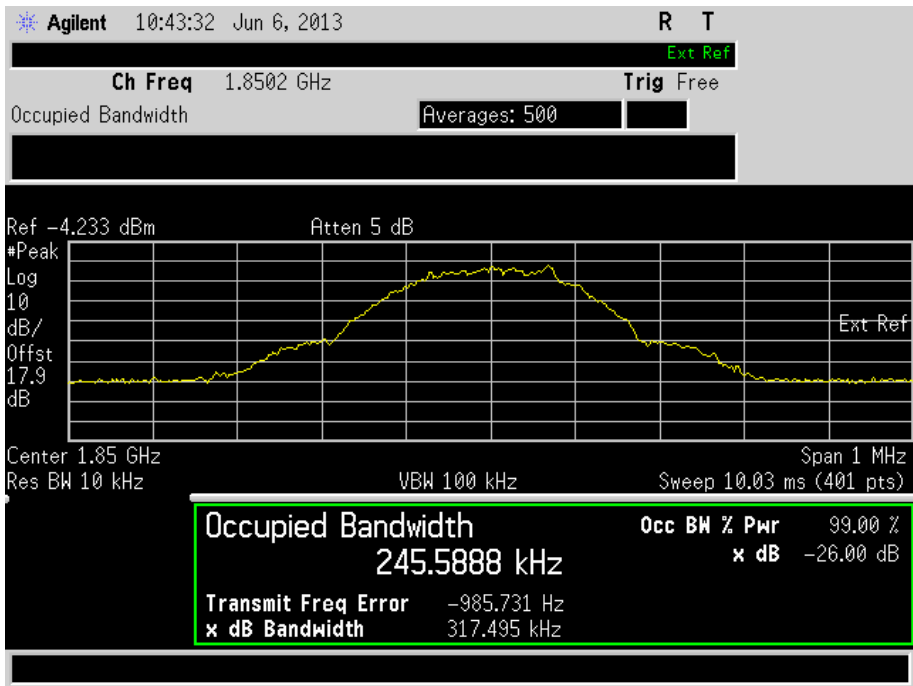 Agilent 10:43:32 Jun 6, 2013 R T
Ext Ref
Ch Freq 1.8502 GHz Trig Free
Occupied Bandwidth Averages: 500
Ref -4.233 dBm Atten 5 dB
#Peak
Log
10
dB/
Offst
17.9
dB
Ext Ref
Center 1.85 GHz Span 1 MHz
Res BW 10 kHz VBW 100 kHz Sweep 10.03 ms (401 pts)
Occupied Bandwidth Occ BW % Pwr 99.00 %
245.5888 kHz x dB -26.00 dB
Transmit Freq Error -985.731 Hz
x dB Bandwidth 317.495 kHz